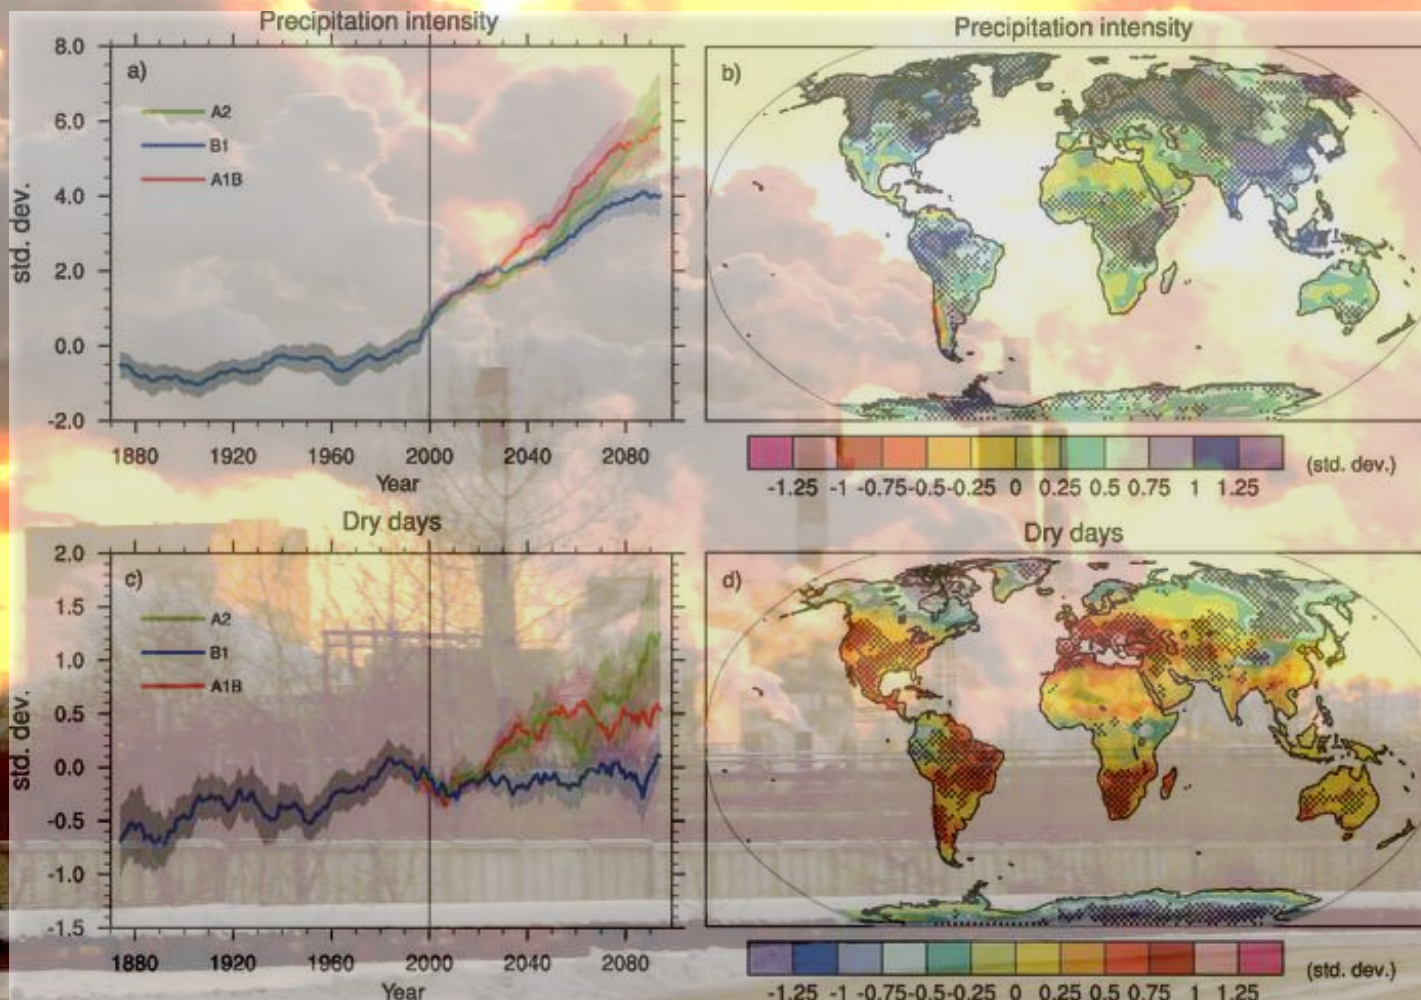 Precipitation intensity
8.0
6.0
4.0
2.0
0.0
-2.0
std. dev.
a)
A2
B1
A1B
1880 1920 1960 2000 2040 2080
Year
Precipitation intensity
b)
-1.25 -1 -0.75-0.5-0.25 0 0.25 0.5 0.75 1 1.25
(std. dev.)
Dry days
2.0
1.5
1.0
0.5
0.0
-0.5
-1.0
-1.5
std. dev.
c)
A2
B1
A1B
1880 1920 1960 2000 2040 2080
Year
Dry days
d)
-1.25 -1 -0.75-0.5-0.25 0 0.25 0.5 0.75 1 1.25
(std. dev.)